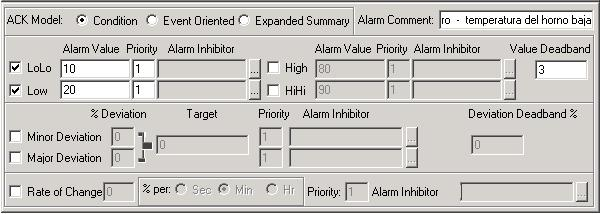 ACK Model: Condition Event Oriented Expanded Summary Alarm Comment: ro - temperatura del horno baja
Alarm Value Priority Alarm Inhibitor Alarm Value Priority Alarm Inhibitor Value Deadband
LoLo 10 1 ... High 80 1 ... 3
Low 20 1 ... HiHi 90 1 ...
% Deviation Target Priority Alarm Inhibitor Deviation Deadband %
Minor Deviation 0 0 1 ... 0
Major Deviation 0 1 ...
Rate of Change 0 % per: Sec Min Hr Priority: 1 Alarm Inhibitor ...